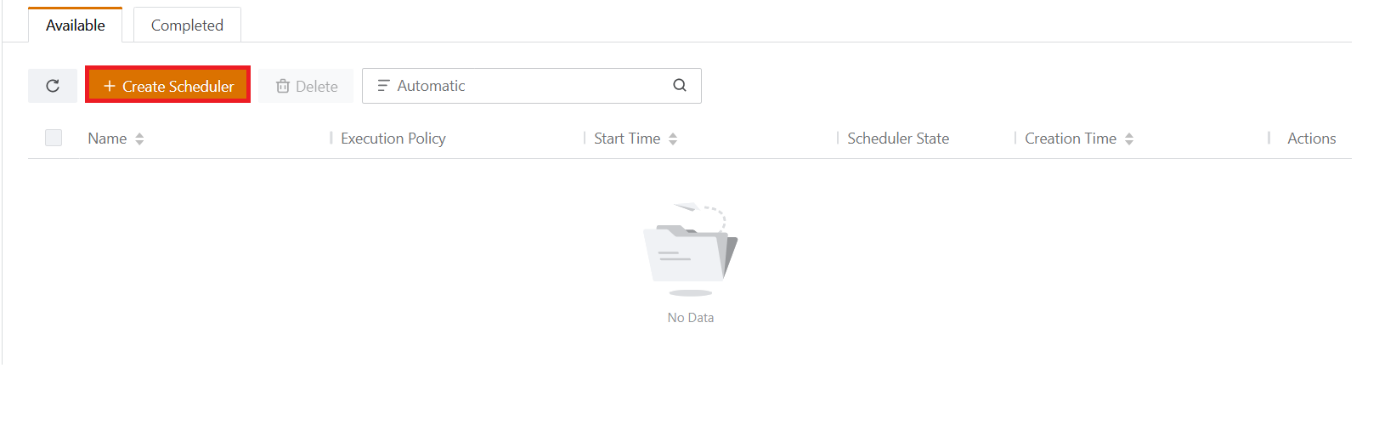 Available Completed
+ Create Scheduler Delete Automatic
Name Execution Policy Start Time Scheduler State Creation Time Actions
No Data